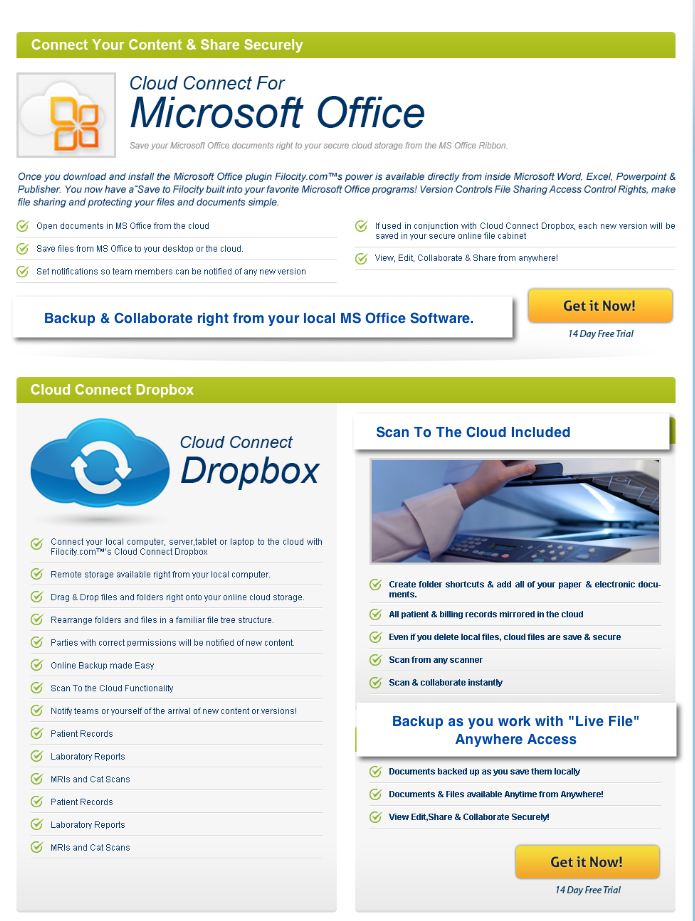 Connect Your Content & Share Securely
Cloud Connect For
Microsoft Office
Save your Microsoft Office documents right to your secure cloud storage from the MS Office Ribbon.
Once you download and install the Microsoft Office plugin Filocity.com™s power is available directly from inside Microsoft Word, Excel, Powerpoint &
Publisher. You now have a˜Save to Filocity built into your favorite Microsoft Office programs! Version Controls File Sharing Access Control Rights, make
file sharing and protecting your files and documents simple.
Open documents in MS Office from the cloud
Save files from MS Office to your desktop or the cloud.
Set notifications so team members can be notified of any new version
If used in conjunction with Cloud Connect Dropbox, each new version will be
saved in your secure online file cabinet
View, Edit, Collaborate & Share from anywhere!
Backup & Collaborate right from your local MS Office Software.
Get it Now!
14 Day Free Trial
Cloud Connect Dropbox
Cloud Connect
Dropbox
Connect your local computer, server,tablet or laptop to the cloud with
Filocity.com™'s Cloud Connect Dropbox
Remote storage available right from your local computer.
Drag & Drop files and folders right onto your online cloud storage.
Rearrange folders and files in a familiar file tree structure.
Parties with correct permissions will be notified of new content.
Online Backup made Easy
Scan To the Cloud Functionality
Notify teams or yourself of the arrival of new content or versions!
Patient Records
Laboratory Reports
MRIs and Cat Scans
Patient Records
Laboratory Reports
MRIs and Cat Scans
Scan To The Cloud Included
Create folder shortcuts & add all of your paper & electronic docu-
ments.
All patient & billing records mirrored in the cloud
Even if you delete local files, cloud files are save & secure
Scan from any scanner
Scan & collaborate instantly
Backup as you work with "Live File"
Anywhere Access
Documents backed up as you save them locally
Documents & Files available Anytime from Anywhere!
View Edit,Share & Collaborate Securely!
Get it Now!
14 Day Free Trial